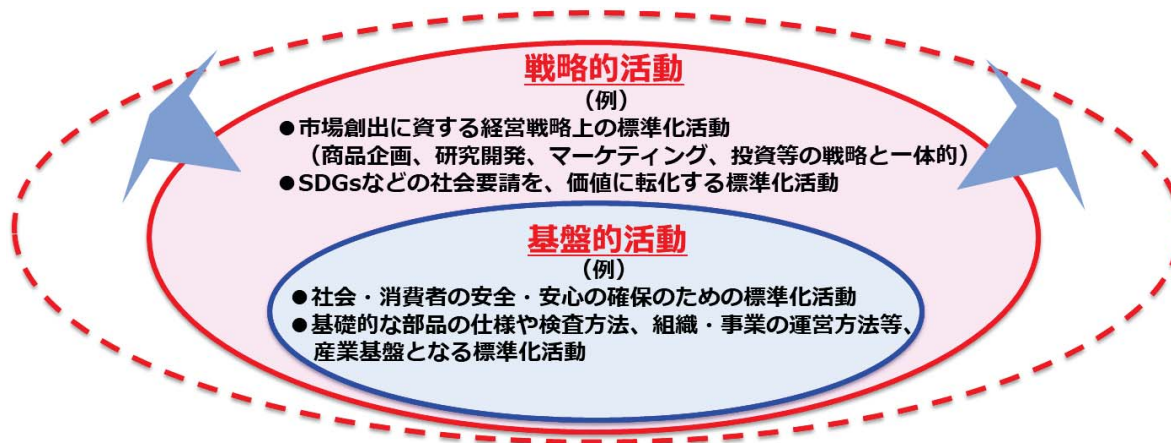 戦略的活動
（例）
●市場創出に資する経営戦略上の標準化活動
（商品企画、研究開発、マーケティング、投資等の戦略と一体的）
●SDGsなどの社会要請を、価値に転化する標準化活動
基盤的活動
（例）
●社会・消費者の安全・安心の確保のための標準化活動
●基礎的な部品の仕様や検査方法、組織・事業の運営方法等、
産業基盤となる標準化活動